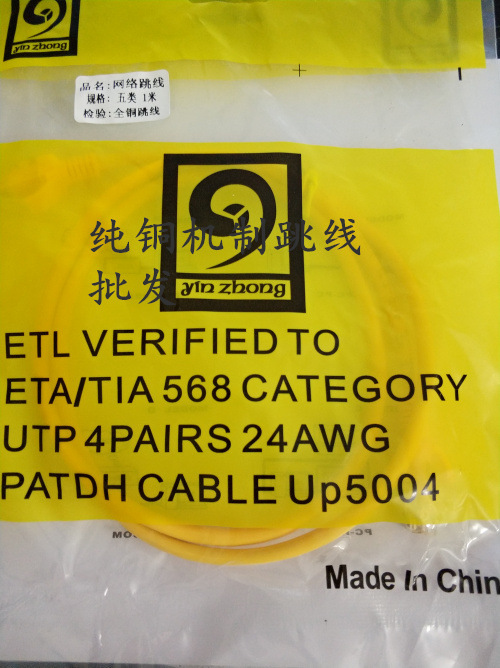 yin zhong
品名:网络跳线
规格:五类 1米
检验:全铜跳线
纯铜机制跳线
批发
yin zhong
ETL VERIFIED TO
ETA/TIA 568 CATEGORY
UTP 4PAIRS 24AWG
PATDH CABLE Up5004
Made In Chin